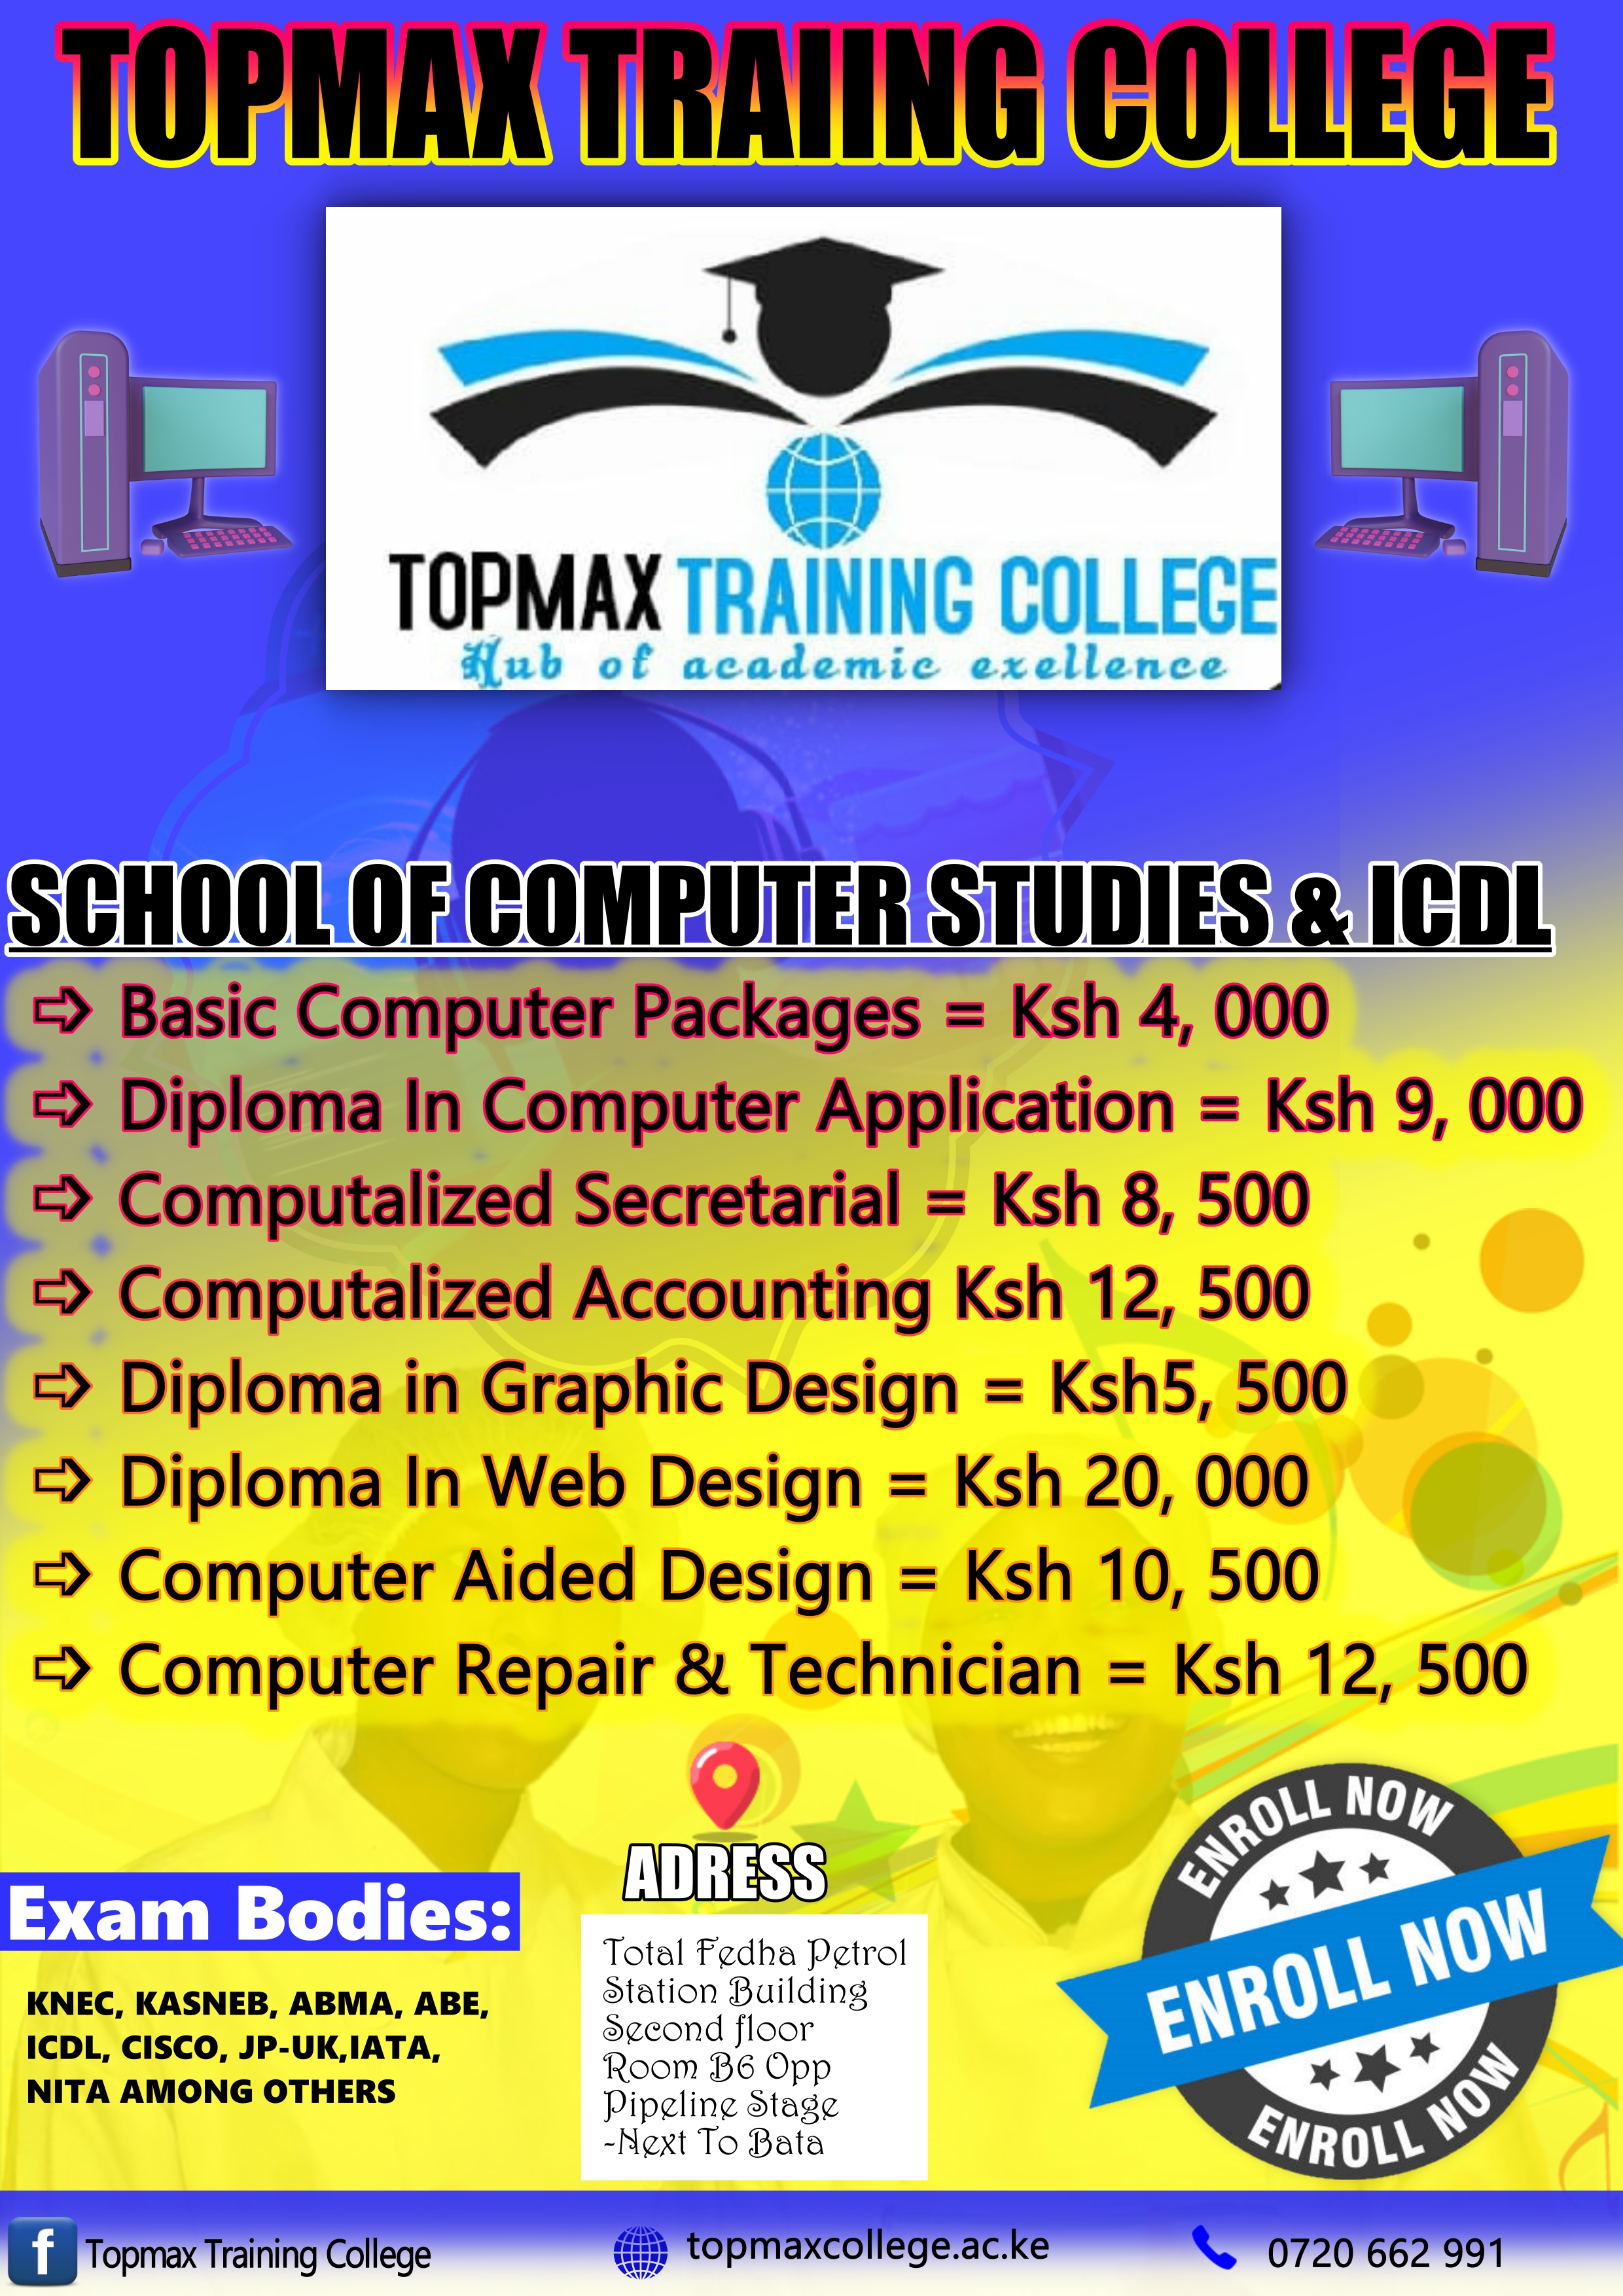 TOPMAX TRAIING COLLEGE
TOPMAX TRAINING COLLEGE
Hub of academic exellence
SCHOOL OF COMPUTER STUDIES & ICDL
➩ Basic Computer Packages = Ksh 4, 000
➩ Diploma In Computer Application = Ksh 9, 000
➩ Computalized Secretarial = Ksh 8, 500
➩ Computalized Accounting Ksh 12, 500
➩ Diploma in Graphic Design = Ksh5, 500
➩ Diploma In Web Design = Ksh 20, 000
➩ Computer Aided Design = Ksh 10, 500
➩ Computer Repair & Technician = Ksh 12, 500
Exam Bodies:
KNEC, KASNEB, ABMA, ABE,
ICDL, CISCO, JP-UK,IATA,
NITA AMONG OTHERS
ADRESS
Total Fedha Petrol
Station Building
Second floor
Room B6 Opp
Pipeline Stage
-Next To Bata
ENROLL NOW
ENROLL NOW
ENROLL NOW
f Topmax Training College
topmaxcollege.ac.ke
0720 662 991